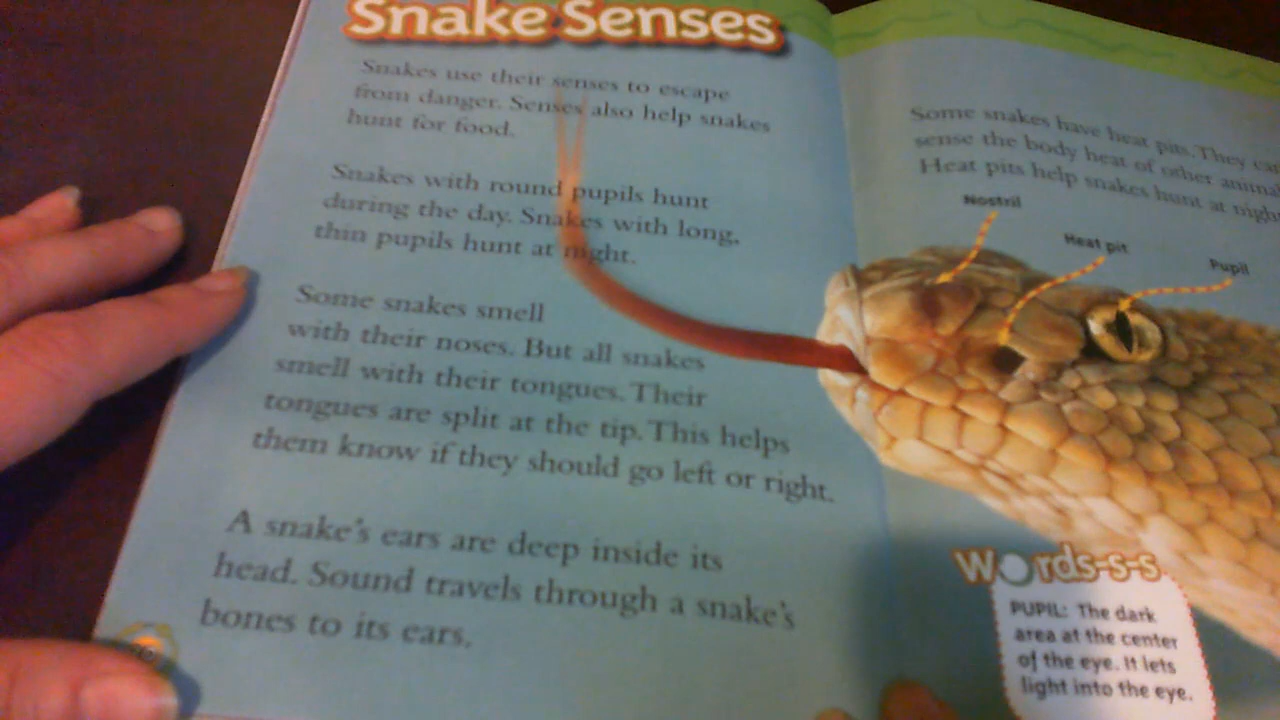 Snake Senses
Snakes use their senses to escape
from danger. Senses also help snakes
hunt for food.
Snakes with round pupils hunt
during the day. Snakes with long,
thin pupils hunt at night.
Some snakes smell
with their noses. But all snakes
smell with their tongues. Their
tongues are split at the tip. This helps
them know if they should go left or right.
A snake's ears are deep inside its
head. Sound travels through a snake's
bones to its ears.
Some snakes have heat pits. They can
sense the body heat of other
Heat pits help snakes hunt at night
Nostril
Heat pit
Pupil
Words-s-s
PUPIL: The dark
area at the center
of the eye. It lets
light into the eye.